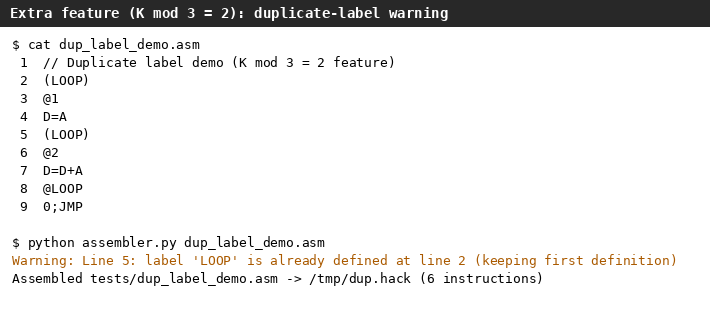 Extra feature (K mod 3 = 2): duplicate-label warning
$ cat dup_label_demo.asm
1 // Duplicate label demo (K mod 3 = 2 feature)
2 (LOOP)
3 @1
4 D=A
5 (LOOP)
6 @2
7 D=D+A
8 @LOOP
9 0;JMP
$ python assembler.py dup_label_demo.asm
Warning: Line 5: label 'LOOP' is already defined at line 2 (keeping first definition)
Assembled tests/dup_label_demo.asm -> /tmp/dup.hack (6 instructions)